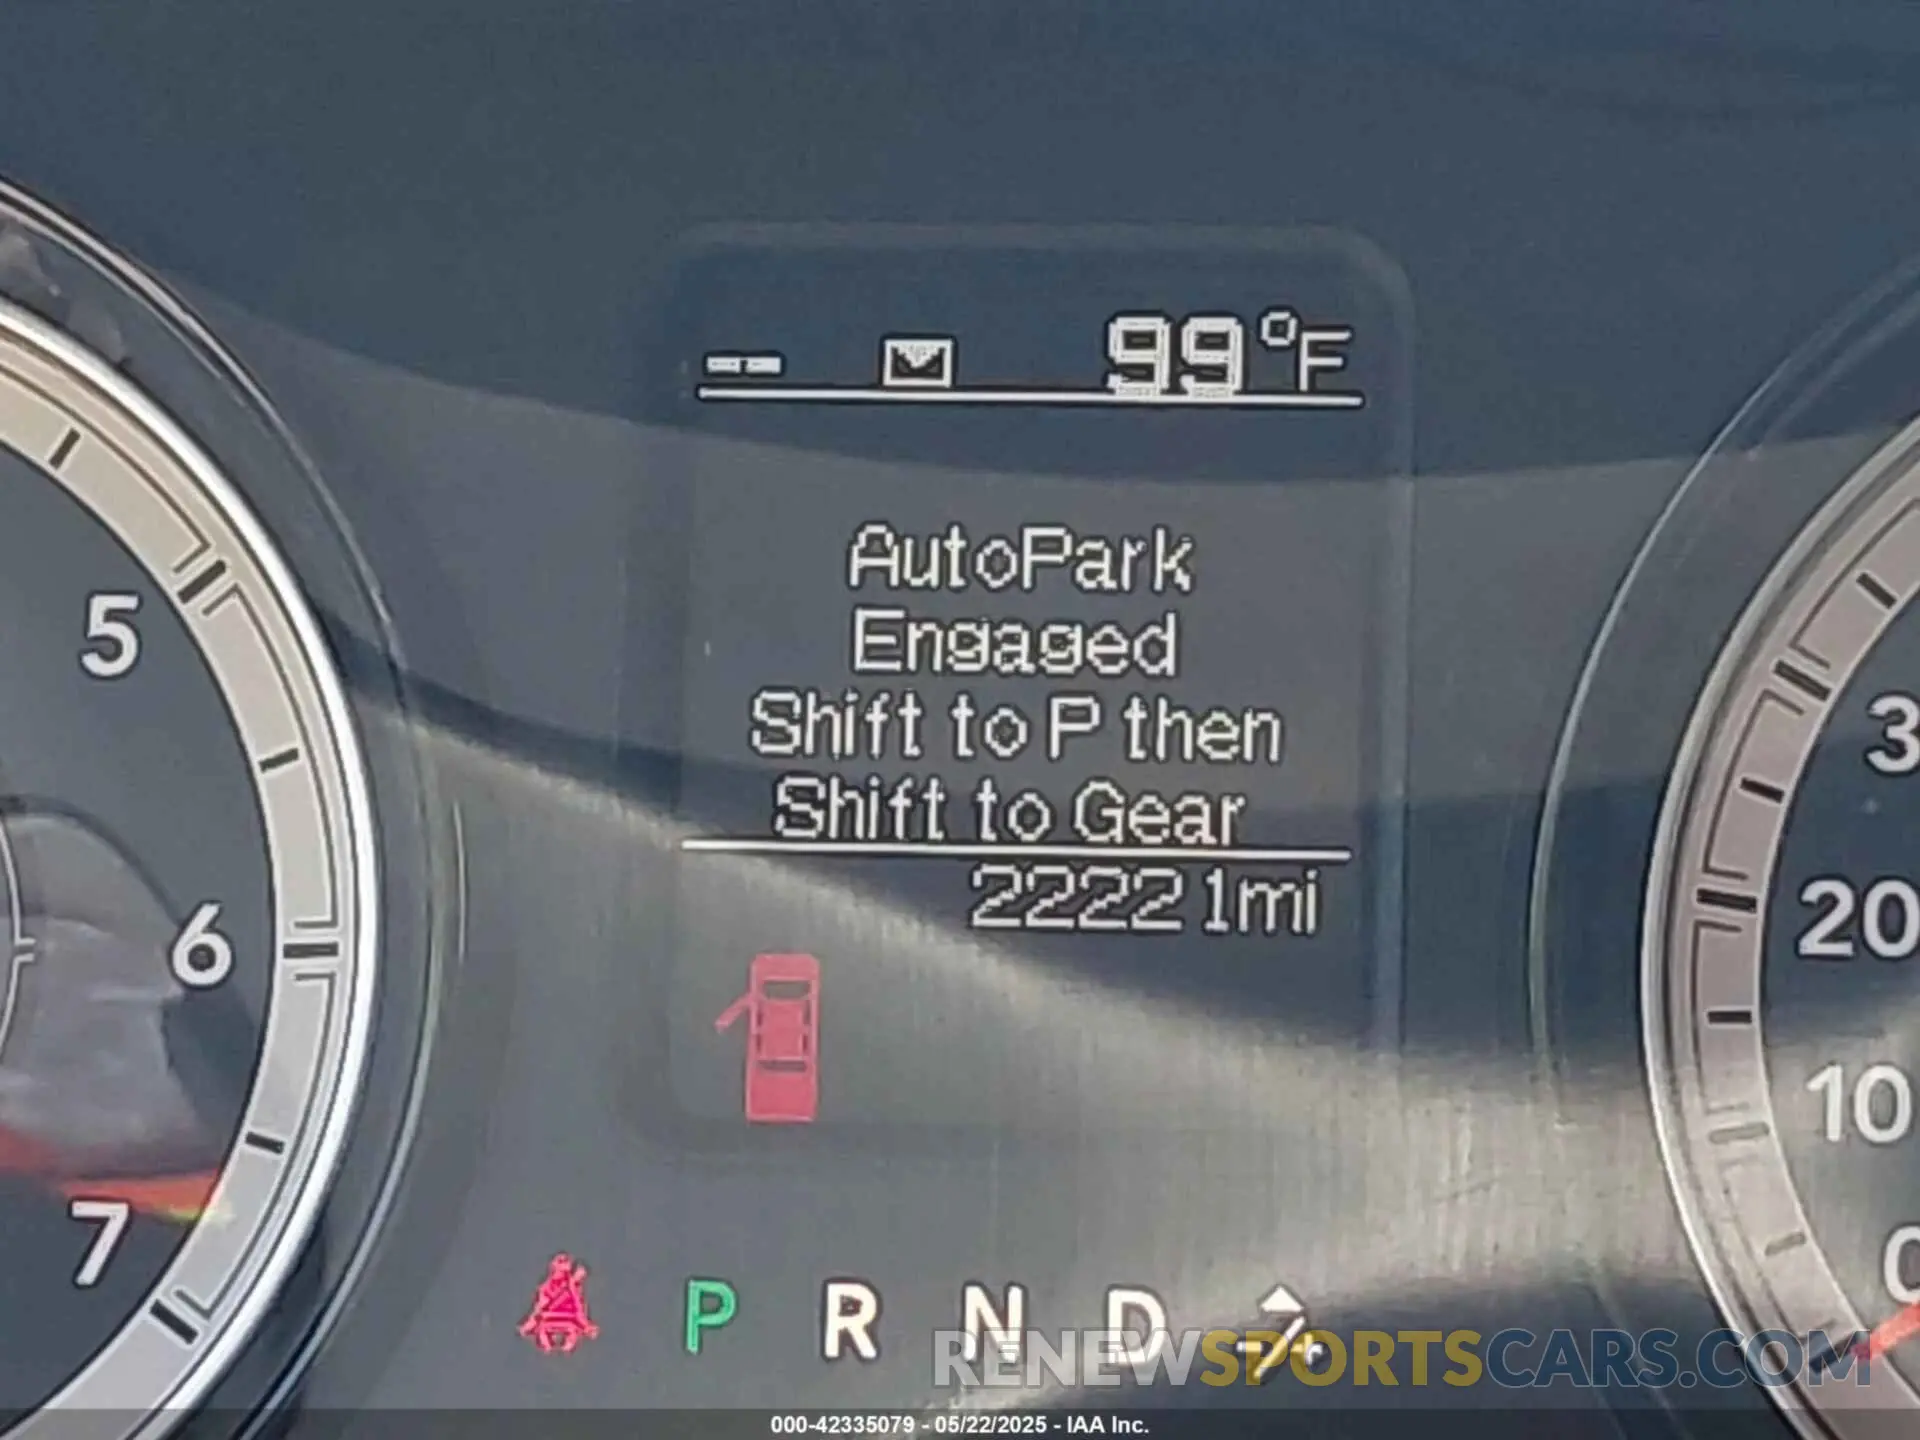 -- 99°F
AutoPark
Engaged
Shift to P then
Shift to Gear
22221mi
5
6
7
3
20
10
0
P R N D
RENEWSPORTSCARS.COM
000-42335079 - 05/22/2025 - IAA Inc.